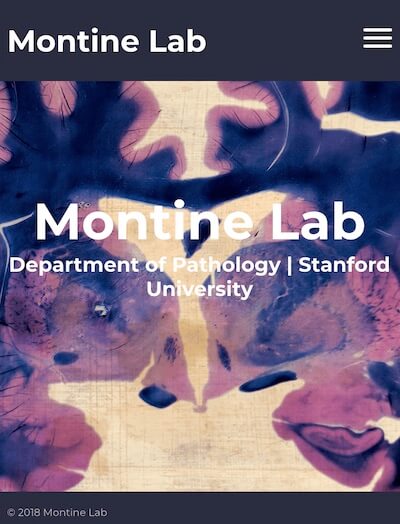 Montine Lab
Montine Lab
Department of Pathology | Stanford
University
© 2018 Montine Lab